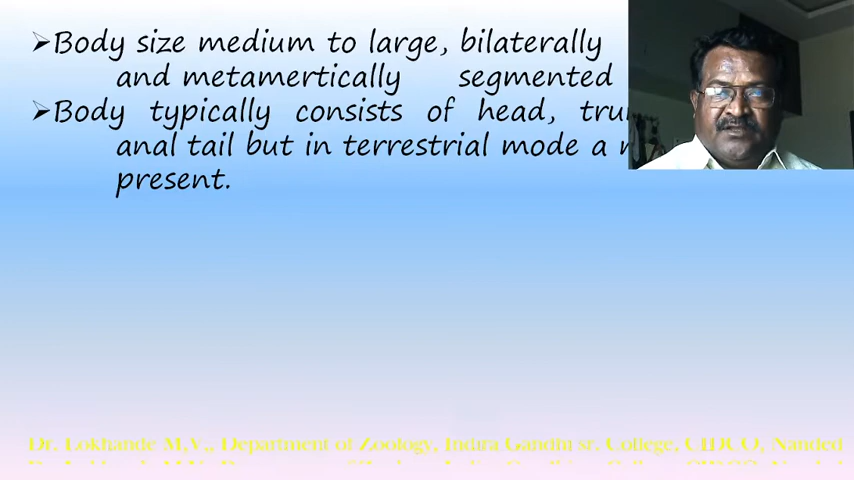 ➢Body size medium to large, bilaterally
and metamertically segmented
➢Body typically consists of head,
anal tail but in terrestrial mode a
present.
Dr. Lokhande M.V., Department of Zoology, Indira Gandhi sr. College, CIDCO, Nanded